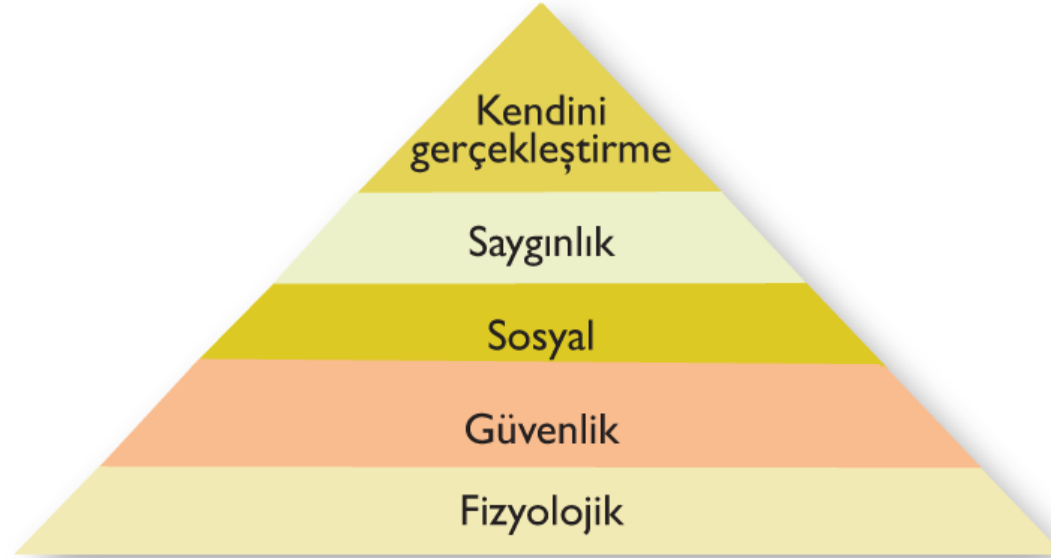 Kendini
gerçekleştirme
Saygınlık
Sosyal
Güvenlik
Fizyolojik